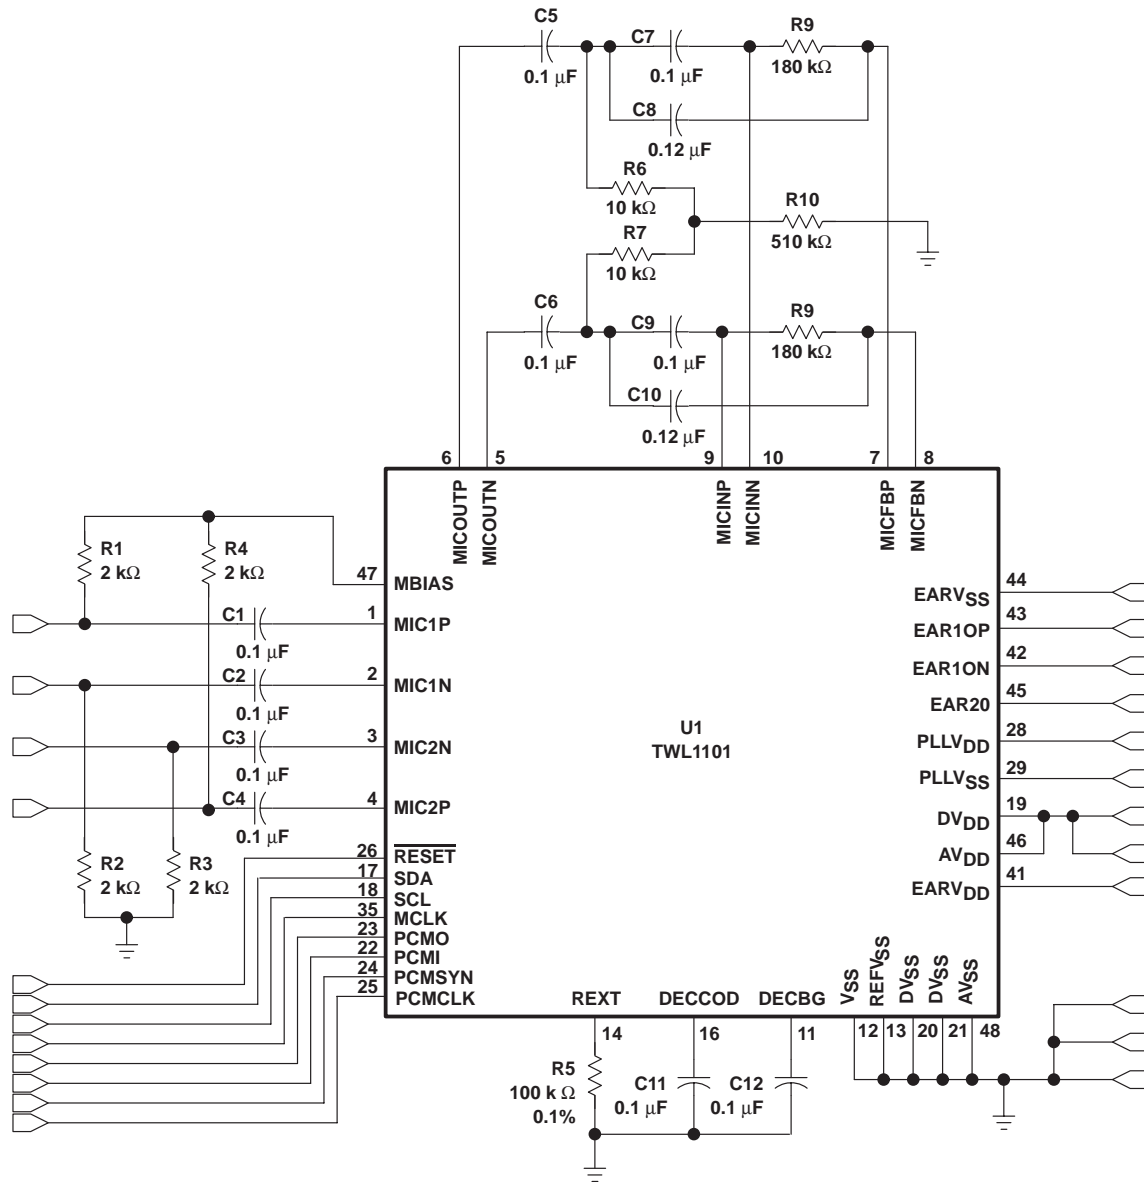 C5
0.1 µF
C7
0.1 µF
R9
180 kΩ
C8
0.12 µF
R6
10 kΩ
R10
510 kΩ
R7
10 kΩ
C6
0.1 µF
C9
0.1 µF
R9
180 kΩ
C10
0.12 µF
6
5
9
10
7
8
MICOUTP
MICOUTN
MICINP
MICINN
MICFBP
MICFBN
R1
2 kΩ
R4
2 kΩ
47
MBIAS
C1
0.1 µF
1
MIC1P
C2
0.1 µF
2
MIC1N
C3
0.1 µF
3
MIC2N
C4
0.1 µF
4
MIC2P
R2
2 kΩ
R3
2 kΩ
26
RESET
17
SDA
18
SCL
35
MCLK
23
PCMO
22
PCMI
24
PCMSYN
25
PCMCLK
U1
TWL1101
EARVSS
44
EAR1OP
43
EAR1ON
42
EAR20
45
PLLVDD
28
PLLVSS
29
DVDD
19
AVDD
46
EARVDD
41
REXT
DECCOD
DECBG
VSS
REFVSS
DVSS
DVSS
AVSS
14
16
11
12
13
20
21
48
R5
100 k Ω
0.1%
C11
0.1 µF
C12
0.1 µF